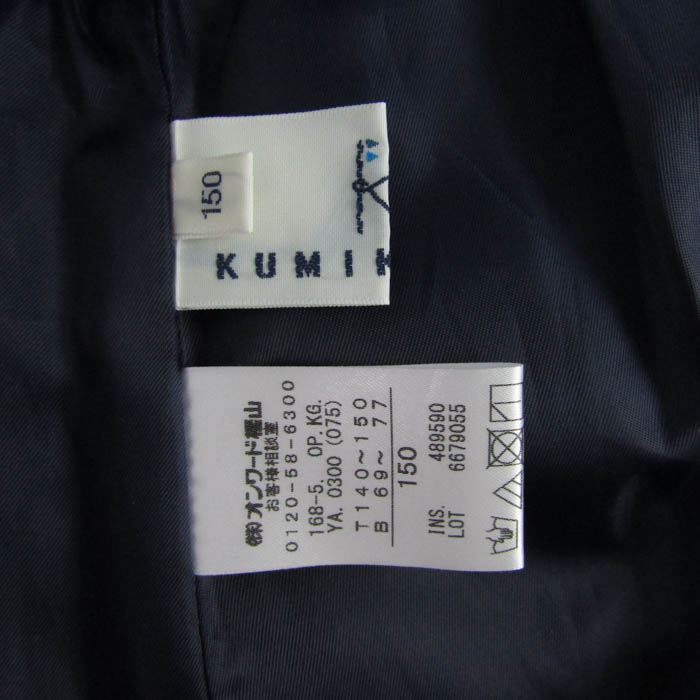 150
KUMI
㈱オンワード樫山
お客様相談室
0120-58-6300
168-5. OP.KG.
YA. 0300 (075)
T140~150
B 69~77
150
INS. 489590
LOT 6679055